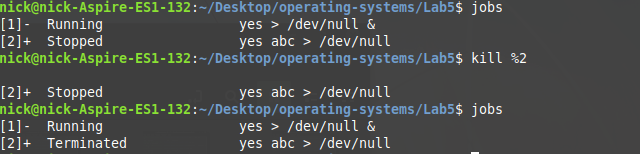 nick@nick-Aspire-ES1-132:~/Desktop/operating-systems/Lab5$ jobs
[1]-  Running                 yes > /dev/null &
[2]+  Stopped                 yes abc > /dev/null
nick@nick-Aspire-ES1-132:~/Desktop/operating-systems/Lab5$ kill %2
[2]+  Stopped                 yes abc > /dev/null
nick@nick-Aspire-ES1-132:~/Desktop/operating-systems/Lab5$ jobs
[1]-  Running                 yes > /dev/null &
[2]+  Terminated              yes abc > /dev/null